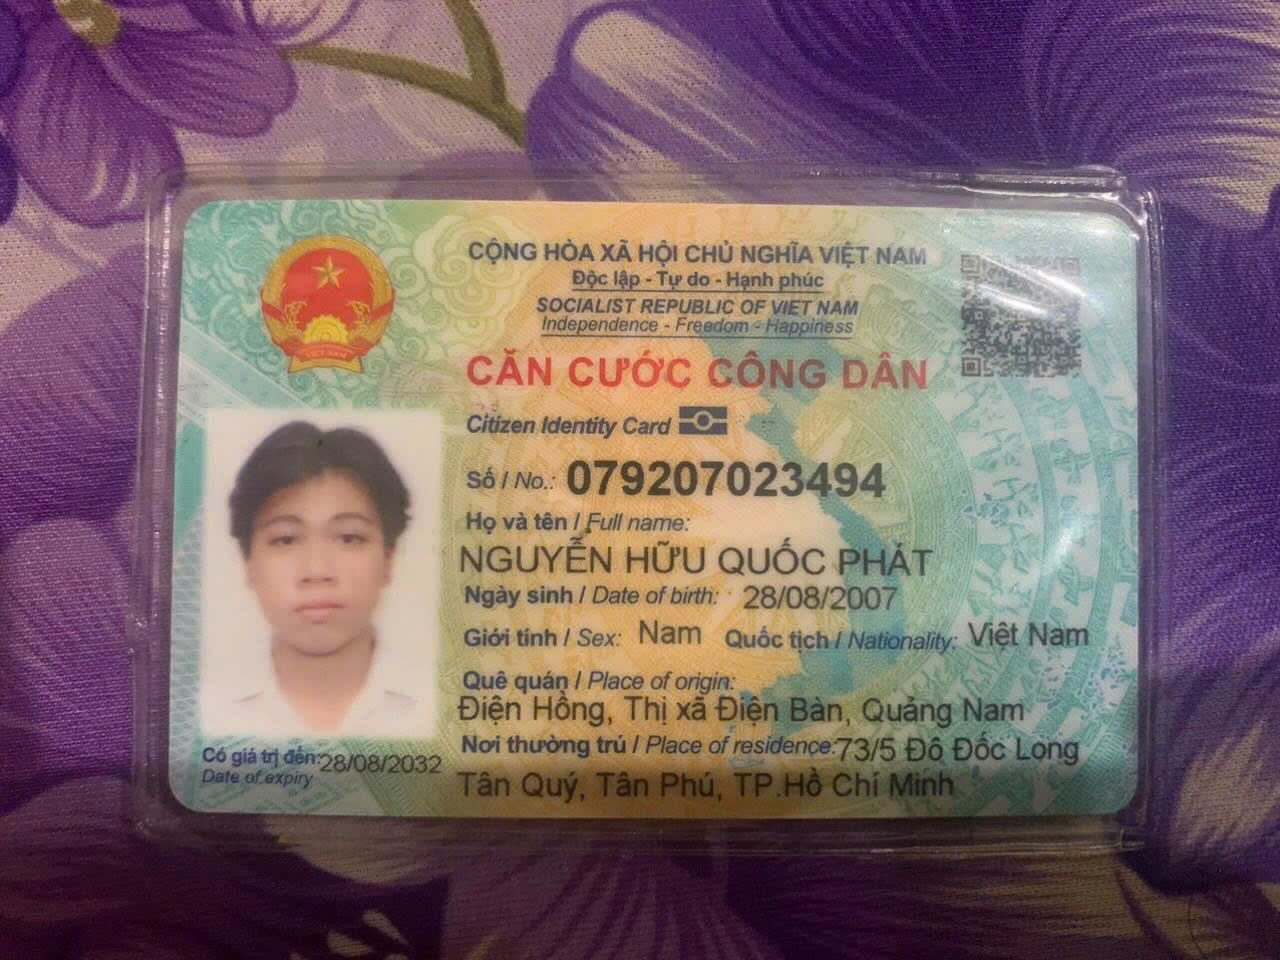 CỘNG HÒA XÃ HỘI CHỦ NGHĨA VIỆT NAM
Độc lập - Tự do - Hạnh phúc
SOCIALIST REPUBLIC OF VIET NAM
Independence - Freedom - Happiness
CĂN CƯỚC CÔNG DÂN
Citizen Identity Card
Số / No.: 079207023494
Họ và tên / Full name:
NGUYỄN HỮU QUỐC PHÁT
Ngày sinh / Date of birth: 28/08/2007
Giới tính / Sex: Nam Quốc tịch / Nationality: Việt Nam
Quê quán / Place of origin:
Điện Hồng, Thị xã Điện Bàn, Quảng Nam
Nơi thường trú / Place of residence: 73/5 Đô Đốc Long
Tân Quý, Tân Phú, TP.Hồ Chí Minh
Có giá trị đến: 28/08/2032
Date of expiry
VIỆT NAM